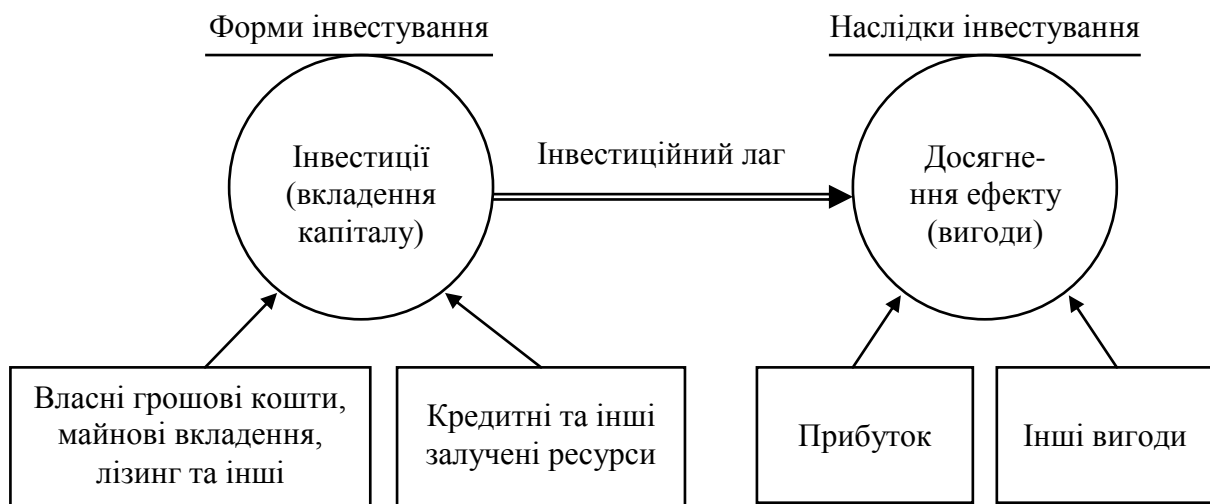 Форми інвестування
Наслідки інвестування
Інвестиції
(вкладення
капіталу)
Інвестиційний лаг
Досягне-
ння ефекту
(вигоди)
Власні грошові кошти,
майнові вкладення,
лізинг та інші
Кредитні та інші
залучені ресурси
Прибуток
Інші вигоди